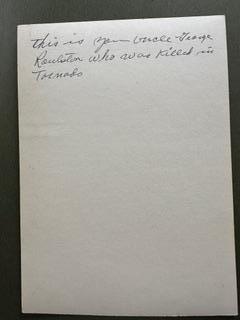 this is your Uncle George
Roulston who was Killed in
Tornado